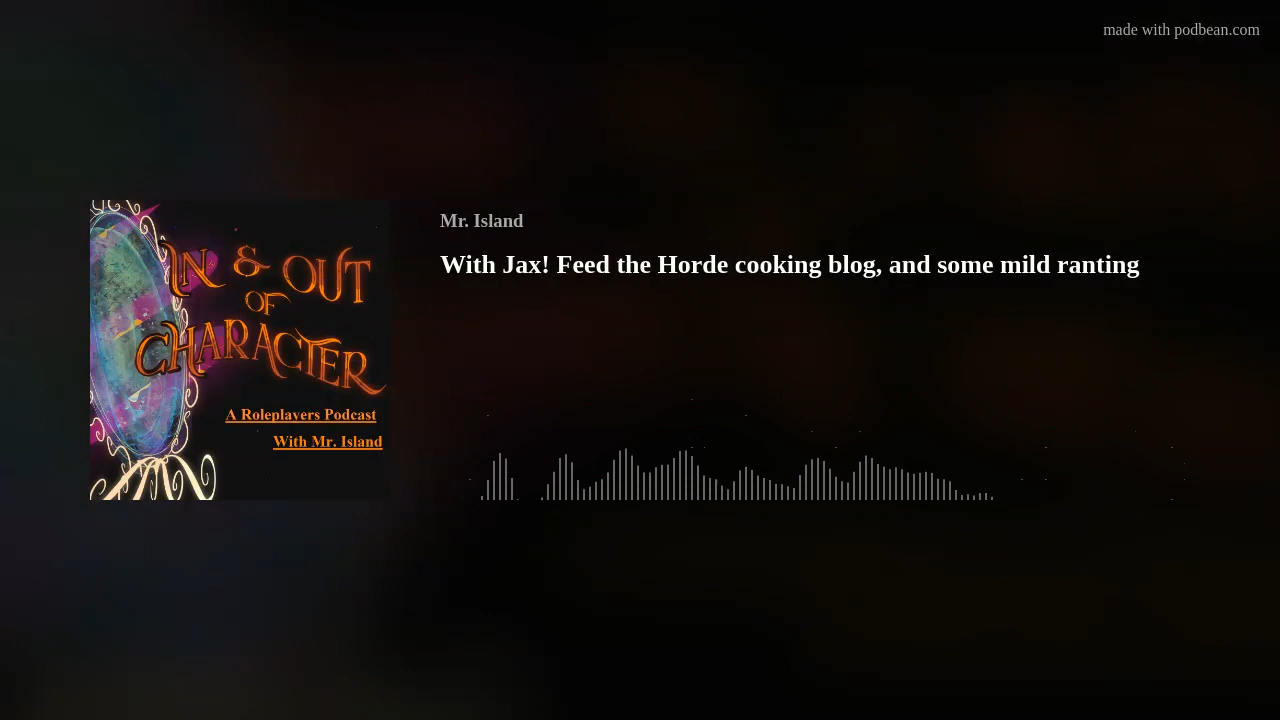 made with podbean.com
Mr. Island
With Jax! Feed the Horde cooking blog, and some mild ranting
IN & OUT
OF
CHARACTER
A Roleplayers Podcast
With Mr. Island